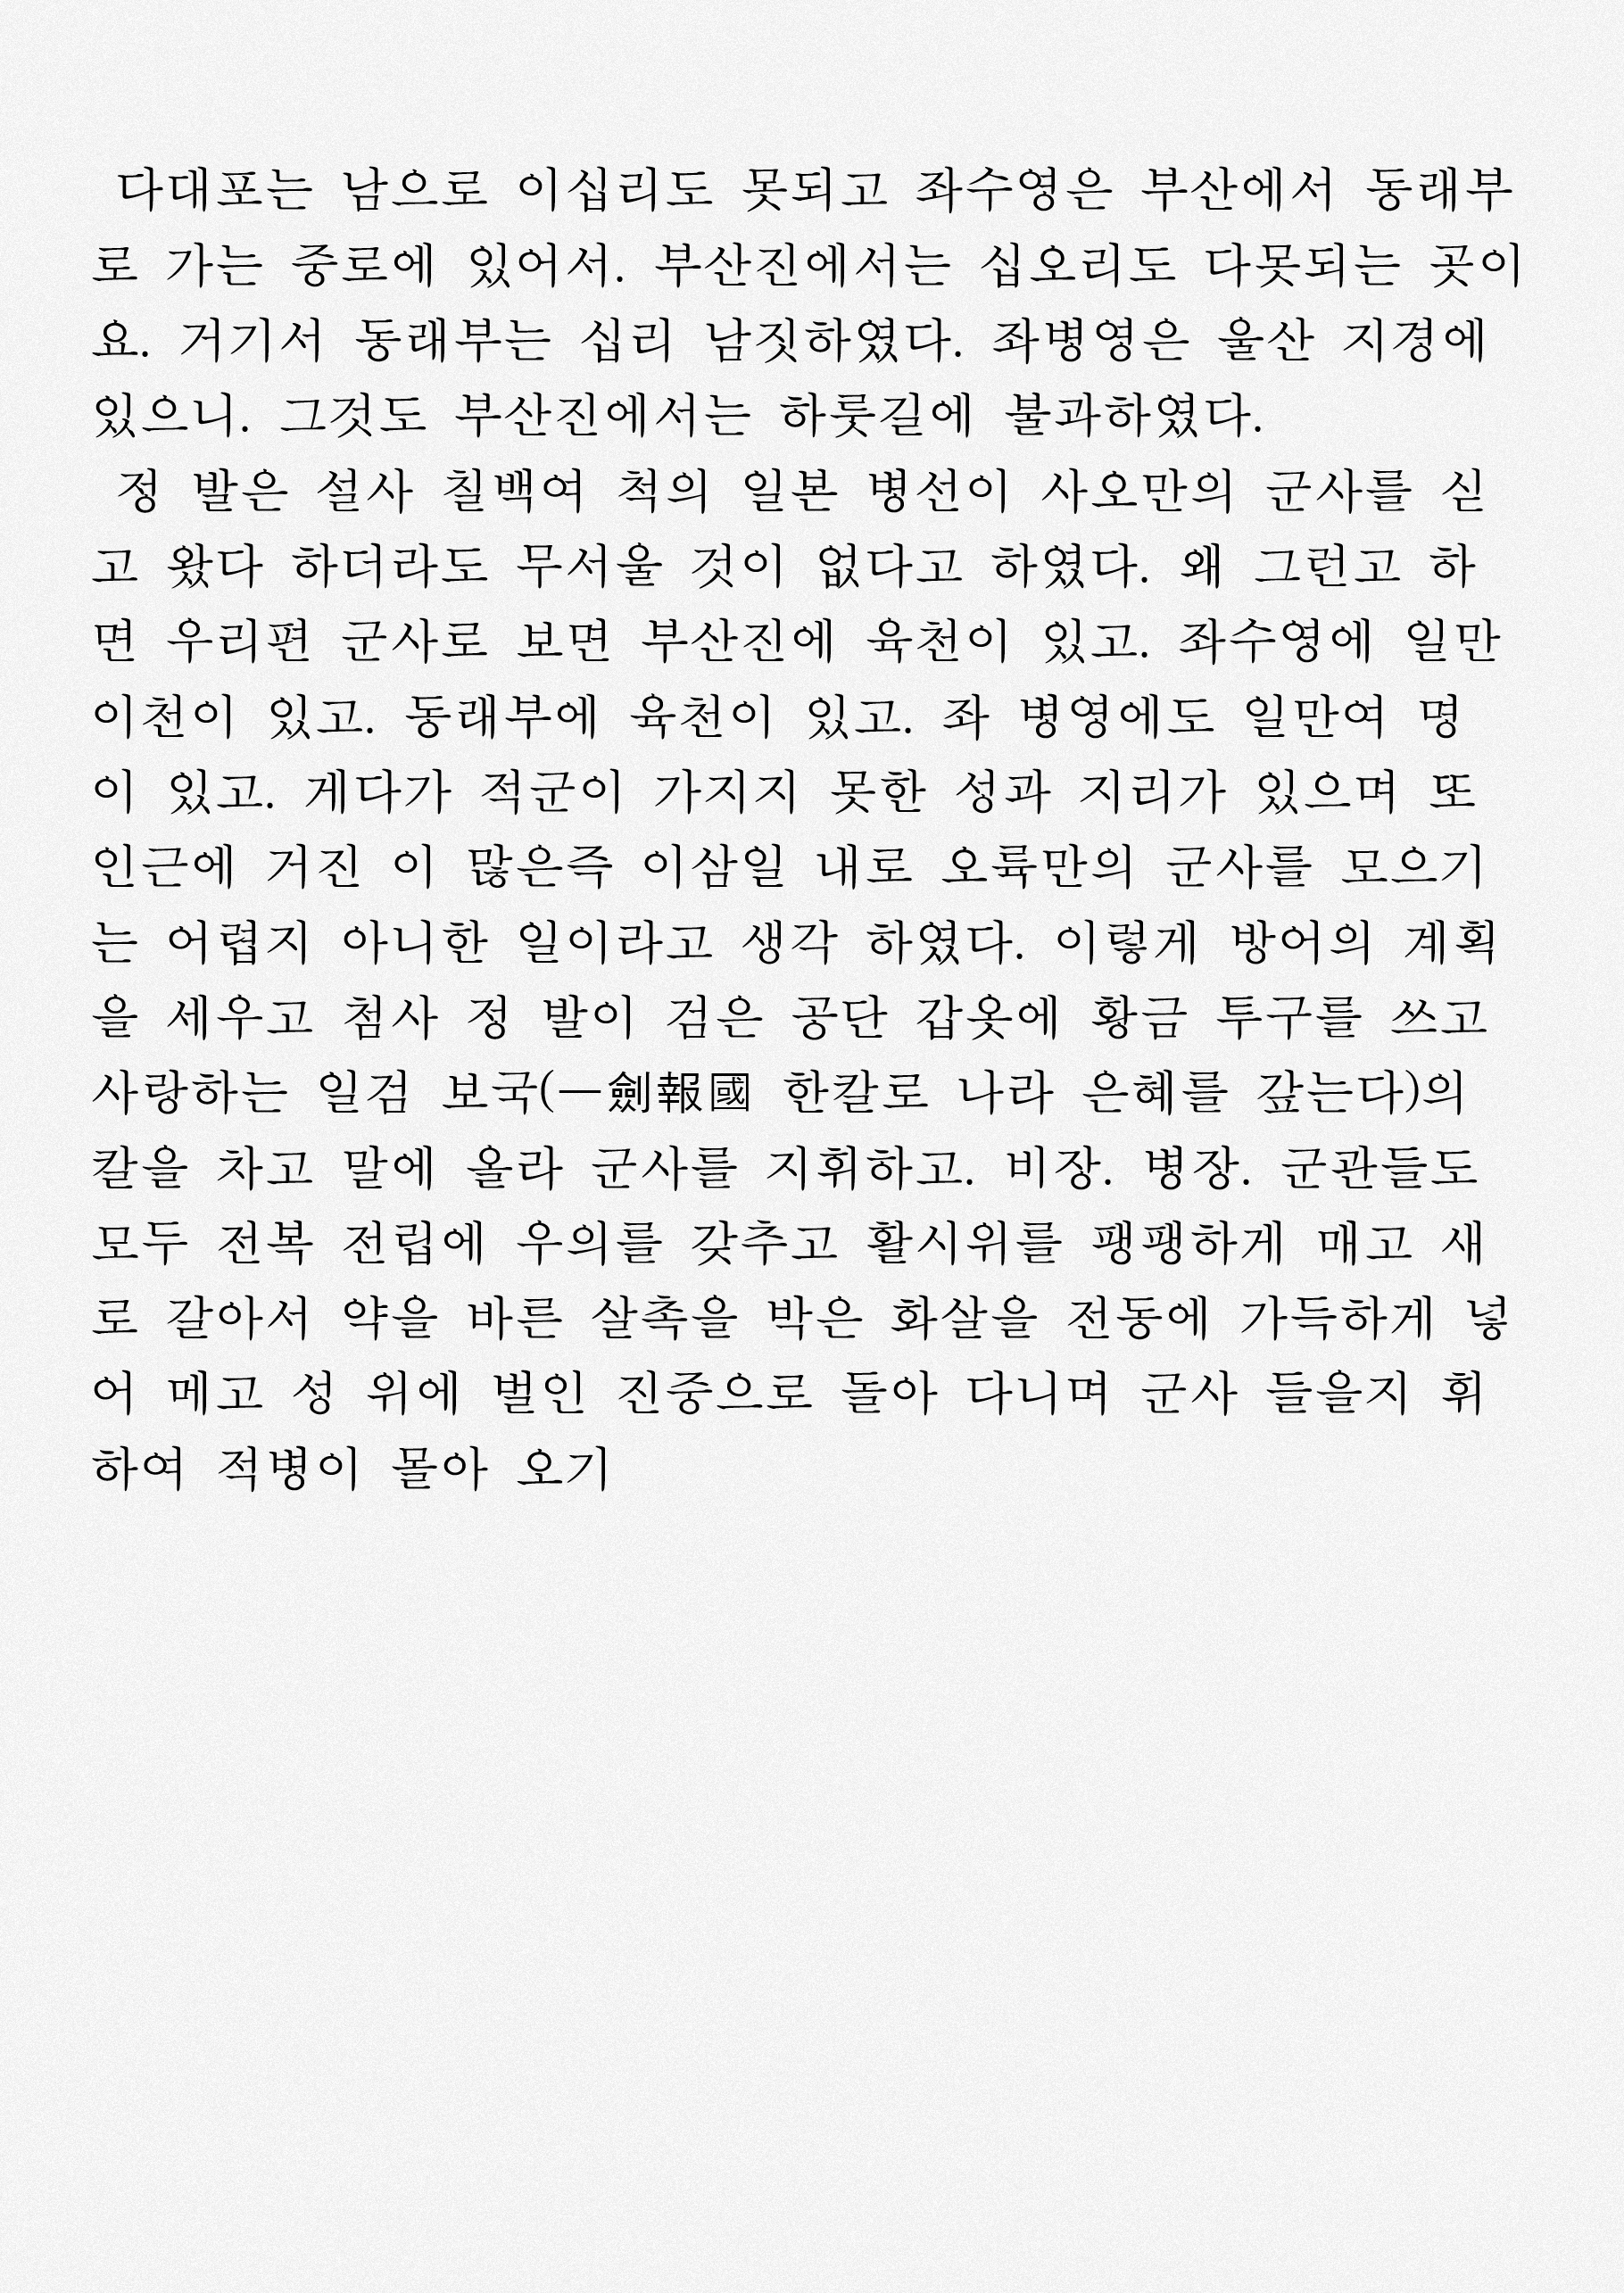 다대포는 남으로 이십리도 못되고 좌수영은 부산에서 동래부
로 가는 중로에 있어서. 부산진에서는 십오리도 다못되는 곳이
요. 거기서 동래부는 십리 남짓하였다. 좌병영은 울산 지경에
있으니. 그것도 부산진에서는 하룻길에 불과하였다.
정 발은 설사 칠백여 척의 일본 병선이 사오만의 군사를 싣
고 왔다 하더라도 무서울 것이 없다고 하였다. 왜 그런고 하
면 우리편 군사로 보면 부산진에 육천이 있고. 좌수영에 일만
이천이 있고. 동래부에 육천이 있고. 좌 병영에도 일만여 명
이 있고. 게다가 적군이 가지지 못한 성과 지리가 있으며 또
인근에 거진 이 많은즉 이삼일 내로 오륙만의 군사를 모으기
는 어렵지 아니한 일이라고 생각 하였다. 이렇게 방어의 계획
을 세우고 첨사 정 발이 검은 공단 갑옷에 황금 투구를 쓰고
사랑하는 일검 보국(一劍報國 한칼로 나라 은혜를 갚는다)의
칼을 차고 말에 올라 군사를 지휘하고. 비장. 병장. 군관들도
모두 전복 전립에 우의를 갖추고 활시위를 팽팽하게 매고 새
로 갈아서 약을 바른 살촉을 박은 화살을 전동에 가득하게 넣
어 메고 성 위에 벌인 진중으로 돌아 다니며 군사 들을지 휘
하여 적병이 몰아 오기